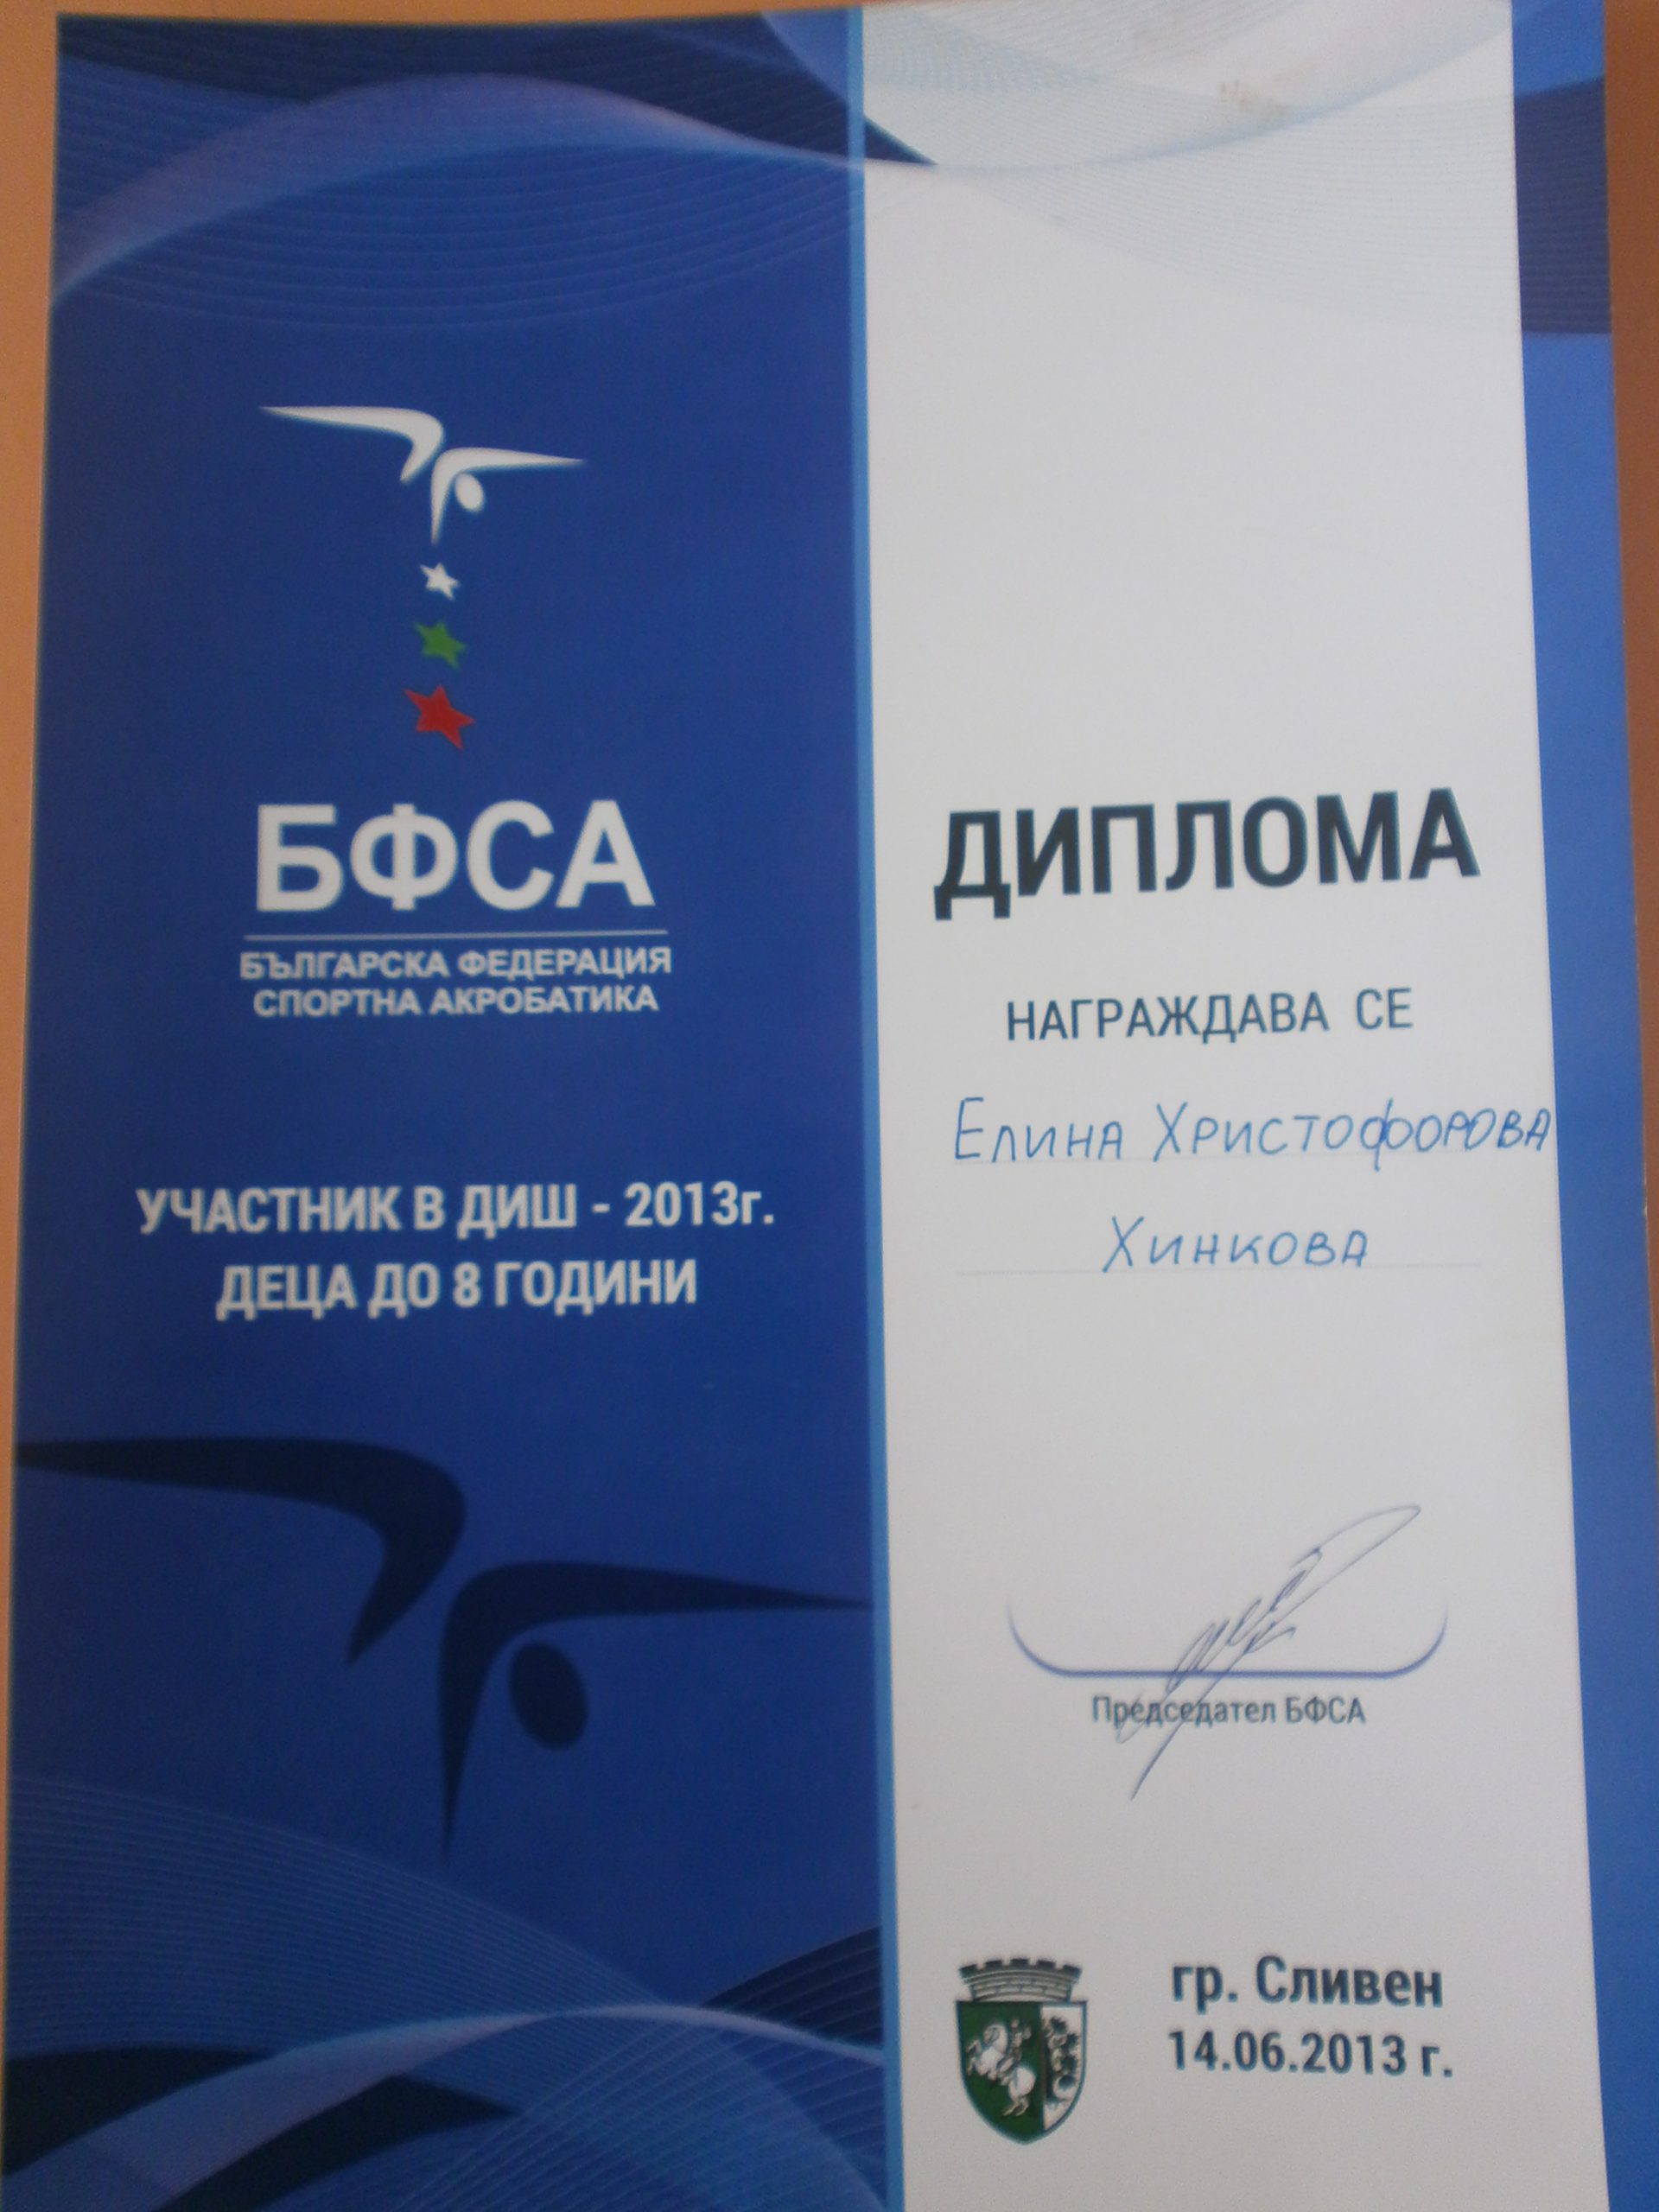 БФСА
БЪЛГАРСКА ФЕДЕРАЦИЯ
СПОРТНА АКРОБАТИКА
УЧАСТНИК В ДИШ - 2013г.
ДЕЦА ДО 8 ГОДИНИ
ДИПЛОМА
НАГРАЖДАВА СЕ
ЕЛИНА ХРИСТОФОРОВА
ХИНКОВА
Председател БФСА
гр. Сливен
14.06.2013 г.